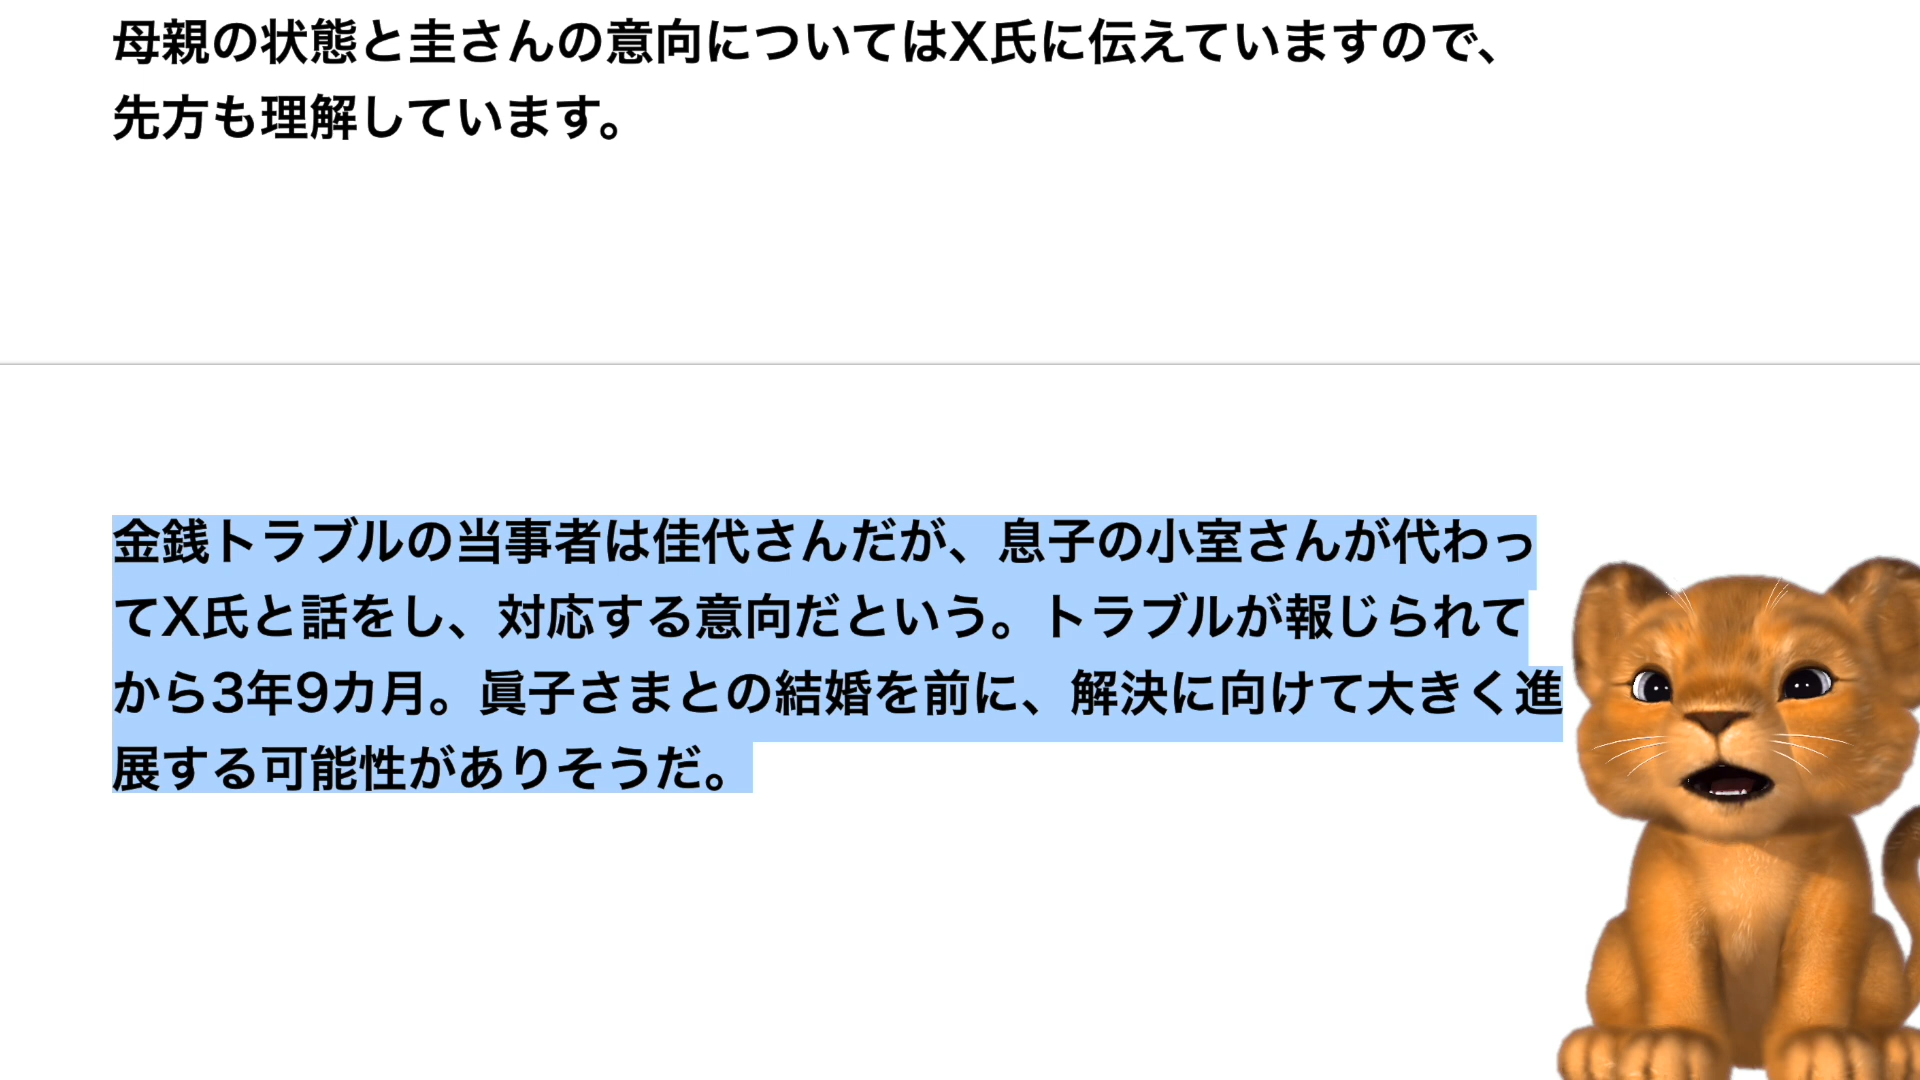 母親の状態と圭さんの意向についてはX氏に伝えていますので、
先方も理解しています。
金銭トラブルの当事者は佳代さんだが、息子の小室さんが代わっ
てX氏と話をし、対応する意向だという。トラブルが報じられて
から3年9カ月。眞子さまとの結婚を前に、解決に向けて大きく進
展する可能性がありそうだ。